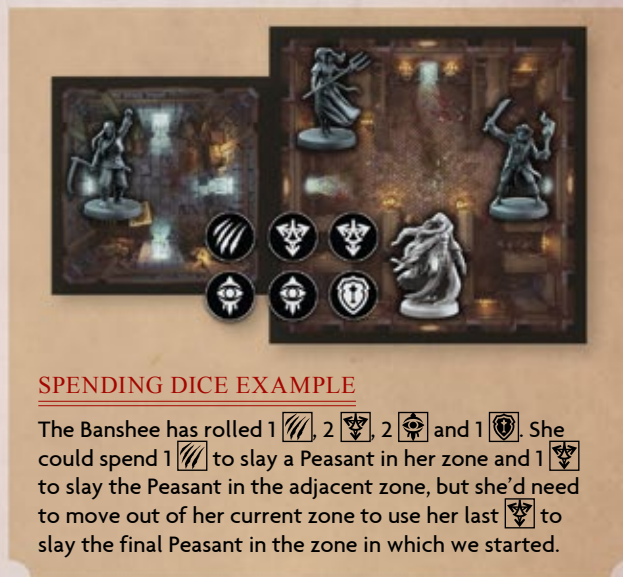 SPENDING DICE EXAMPLE
The Banshee has rolled 1 , 2 , 2 and 1 . She
could spend 1 to slay a Peasant in her zone and 1
to slay the Peasant in the adjacent zone, but she’d need
to move out of her current zone to use her last to
slay the final Peasant in the zone in which we started.